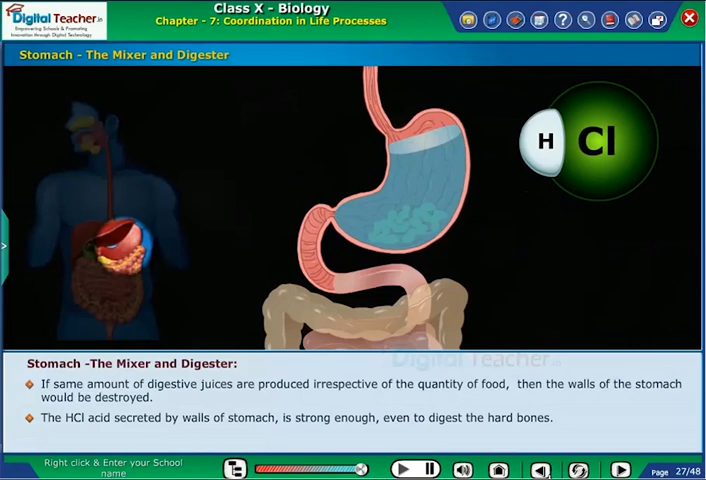 Digital Teacher.in
Empowering Schools & Promoting
Innovation through Digital Technology
Class X - Biology
Chapter - 7: Coordination in Life Processes
Stomach - The Mixer and Digester
H
Cl
Digital Teacher.in
Stomach -The Mixer and Digester:
If same amount of digestive juices are produced irrespective of the quantity of food, then the walls of the stomach
would be destroyed.
The HCl acid secreted by walls of stomach, is strong enough, even to digest the hard bones.
Right click & Enter your School
name
Page 27/48